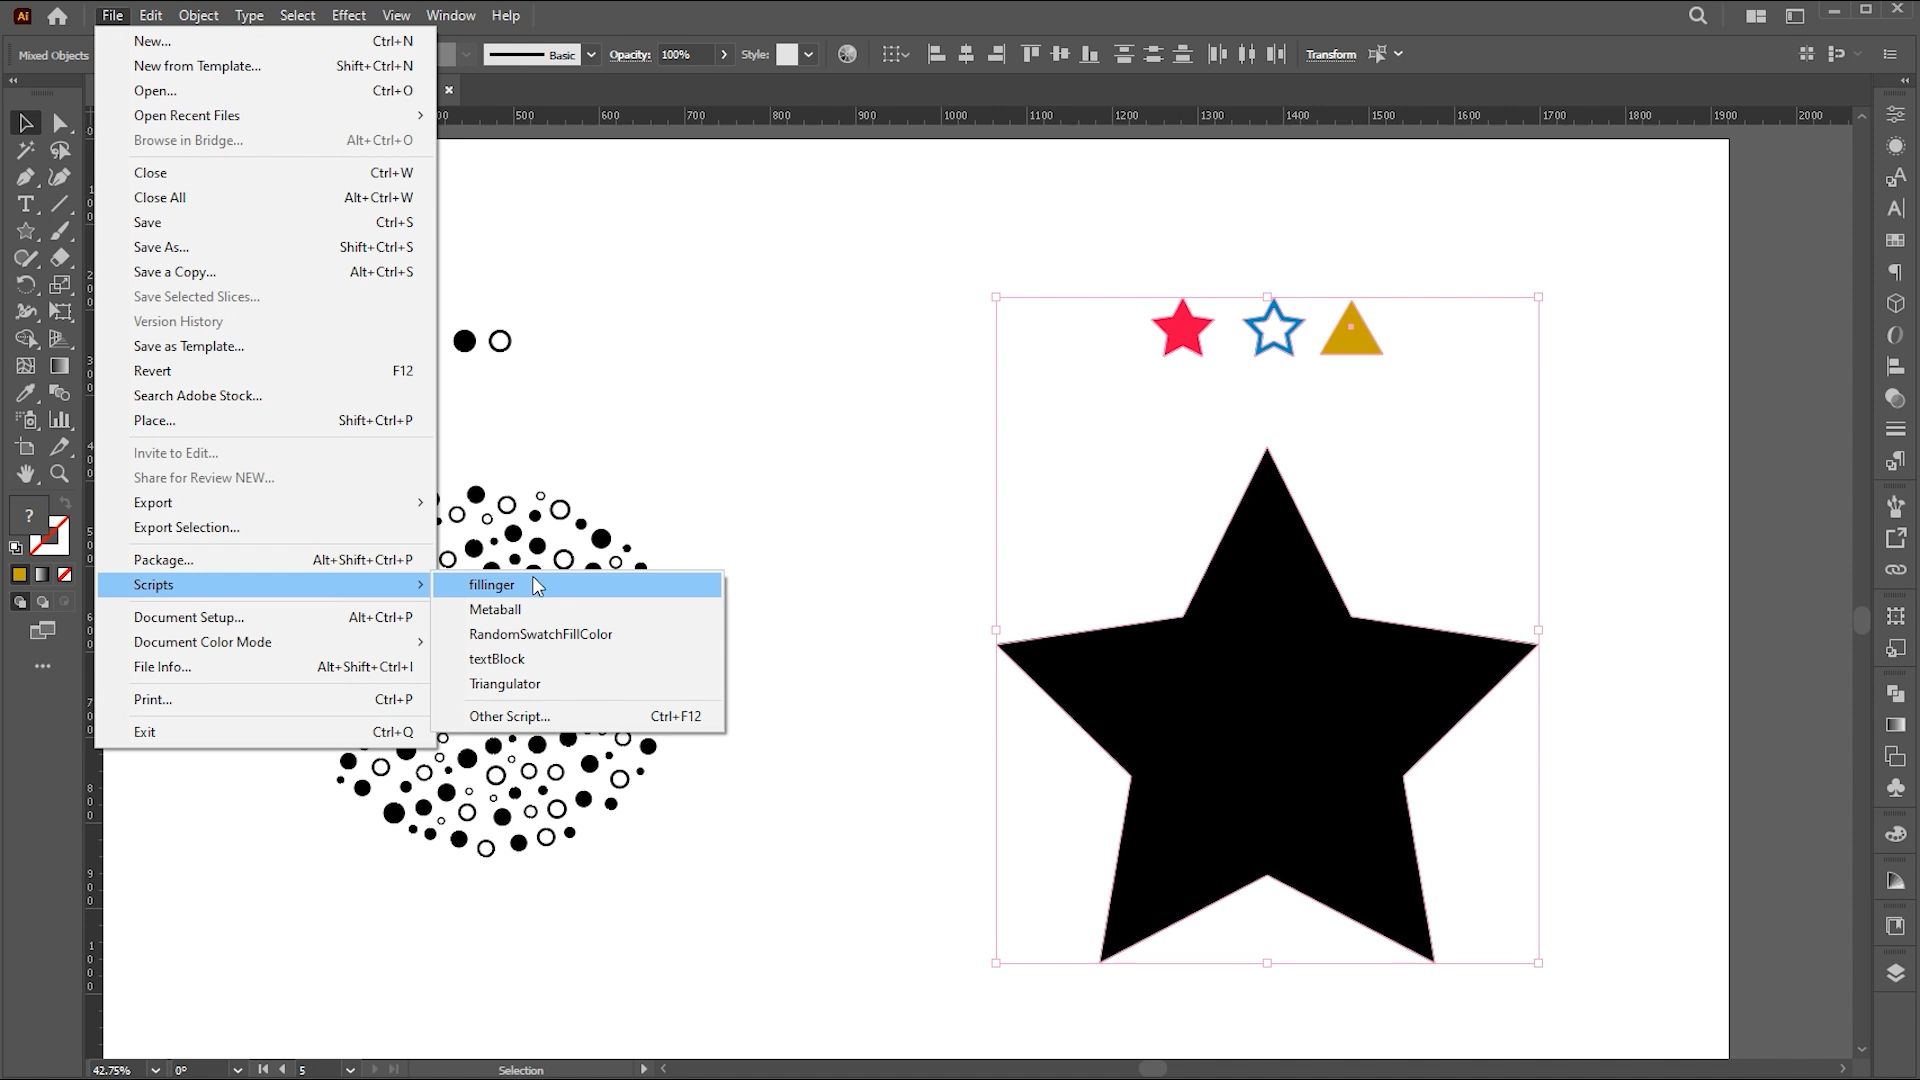 Ai
File Edit Object Type Select Effect View Window Help
Mixed Objects
Basic
Opacity: 100%
Style:
Transform
New... Ctrl+N
New from Template... Shift+Ctrl+N
Open... Ctrl+O
Open Recent Files
Browse in Bridge... Alt+Ctrl+O
Close Ctrl+W
Close All Alt+Ctrl+W
Save Ctrl+S
Save As... Shift+Ctrl+S
Save a Copy... Alt+Ctrl+S
Save Selected Slices...
Version History
Save as Template...
Revert F12
Search Adobe Stock...
Place... Shift+Ctrl+P
Invite to Edit...
Share for Review NEW...
Export
Export Selection...
Package... Alt+Shift+Ctrl+P
Scripts
Document Setup... Alt+Ctrl+P
Document Color Mode
File Info... Alt+Shift+Ctrl+I
Print... Ctrl+P
Exit Ctrl+Q
fillinger
Metaball
RandomSwatchFillColor
textBlock
Triangulator
Other Script... Ctrl+F12
500 600 700 800 900 1000 1100 1200 1300 1400 1500 1600 1700 1800 1900 2000
?
42.75% 0° 5 Selection